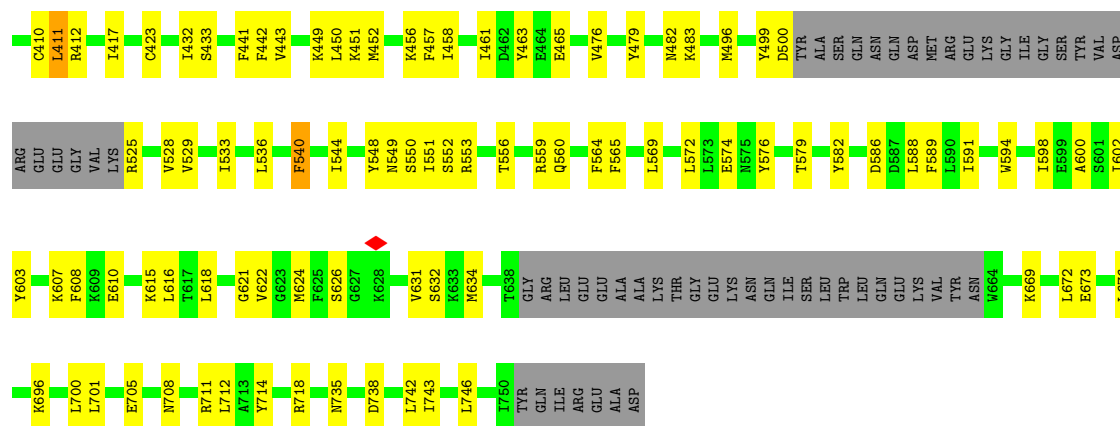 C410 L411 R412 I417 C423 I432 S433 F441 F442 V443 K449 L450 K451 M452 K456 F457 I458 I461 D462 Y463 E464 E465 V476 Y479 N482 K483 M496 Y499 D500 TYR ALA SER GLN ASN GLN ASP MET ARG GLU LYS GLY ILE GLY SER TYR VAL ASP
ARG GLU GLU GLY VAL LYS R525 V528 V529 I533 L536 F540 I544 Y548 N549 S550 I551 S552 R553 T556 R559 Q560 F564 F565 L569 L572 L573 E574 N575 Y576 T579 Y582 D586 D587 L588 F589 L590 I591 W594 I598 E599 A600 S601 I602
Y603 K607 F608 K609 E610 K615 L616 T617 L618 G621 V622 G623 M624 F625 S626 G627 K628 V631 S632 K633 M634 T638 GLY ARG LEU GLU GLU ALA ALA LYS THR GLY GLU LYS ASN GLN ILE SER LEU TRP LEU GLN GLU LYS VAL TYR ASN W664 K669 L672 E673
K696 L700 L701 E705 N708 R711 L712 A713 Y714 R718 N735 D738 L742 I743 L746 I750 TYR GLN ILE ARG GLU ALA ASP